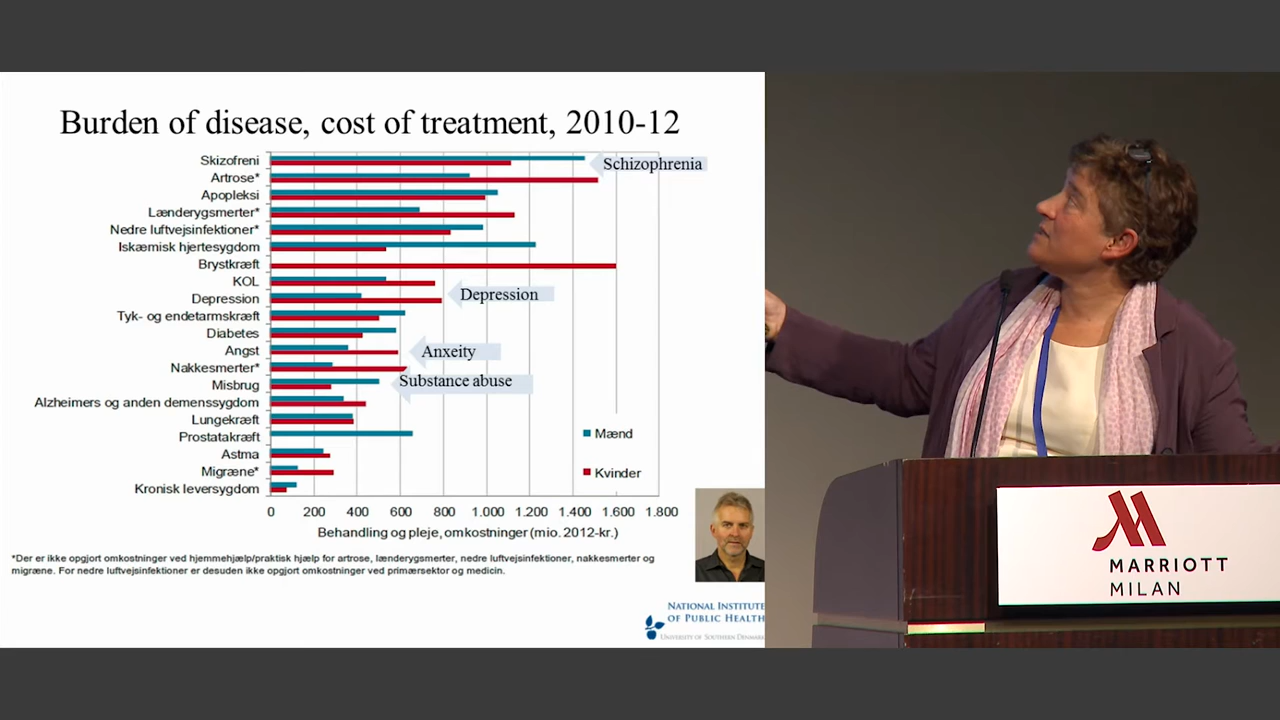 Burden of disease, cost of treatment, 2010-12
Skizofreni
Schizophrenia
Artrose*
Apopleksi
Lænderygsmerter*
Nedre luftvejsinfektioner*
Iskæmisk hjertesygdom
Brystkræft
KOL
Depression
Depression
Tyk- og endetarmskræft
Diabetes
Angst
Anxeity
Nakkesmerter*
Misbrug
Substance abuse
Alzheimers og anden demenssygdom
Lungekræft
Prostatakræft
Mænd
Astma
Migræne*
Kvinder
Kronisk leversygdom
0 200 400 600 800 1.000 1.200 1.400 1.600 1.800
Behandling og pleje, omkostninger (mio. 2012-kr.)
*Der er ikke opgjort omkostninger ved hjemmehjælp/praktisk hjælp for artrose, lænderygsmerter, nedre luftvejsinfektioner, nakkesmerter og
migræne. For nedre luftvejsinfektioner er desuden ikke opgjort omkostninger ved primærsektor og medicin.
NATIONAL INSTITUTE
OF PUBLIC HEALTH
UNIVERSITY OF SOUTHERN DENMARK
MARRIOTT
MILAN